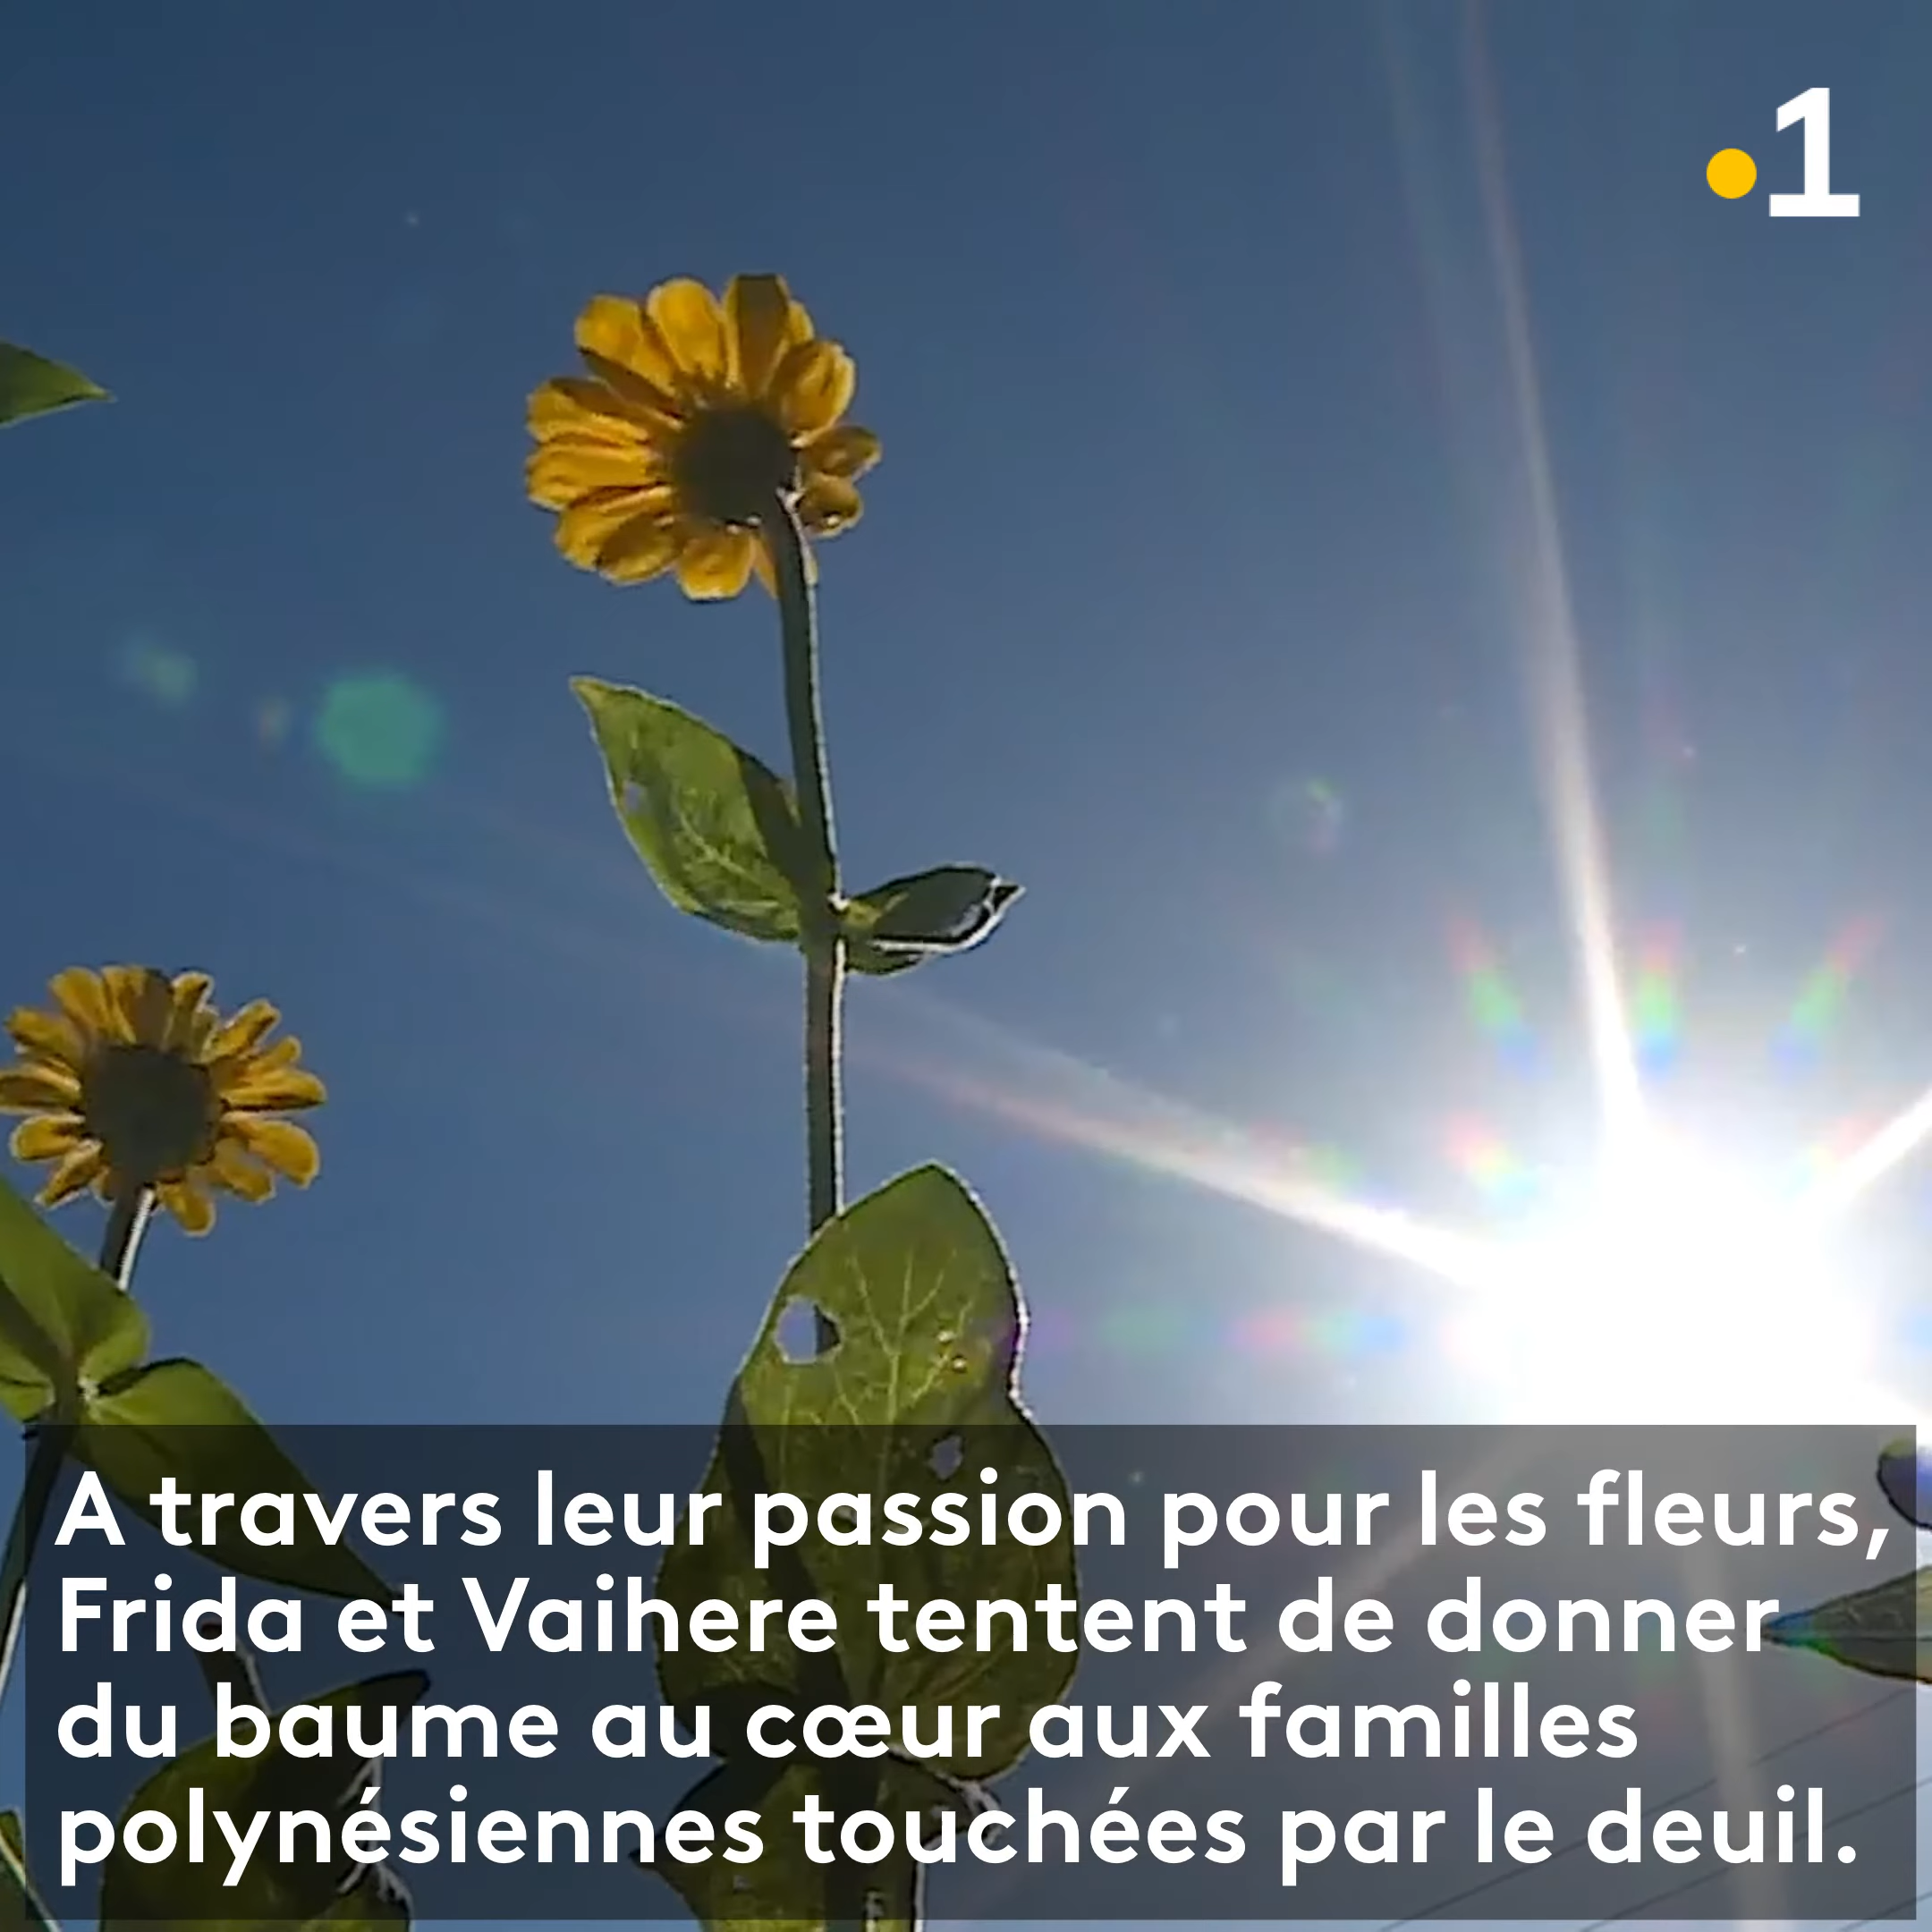 1
A travers leur passion pour les fleurs,
Frida et Vaihere tentent de donner
du baume au cœur aux familles
polynésiennes touchées par le deuil.